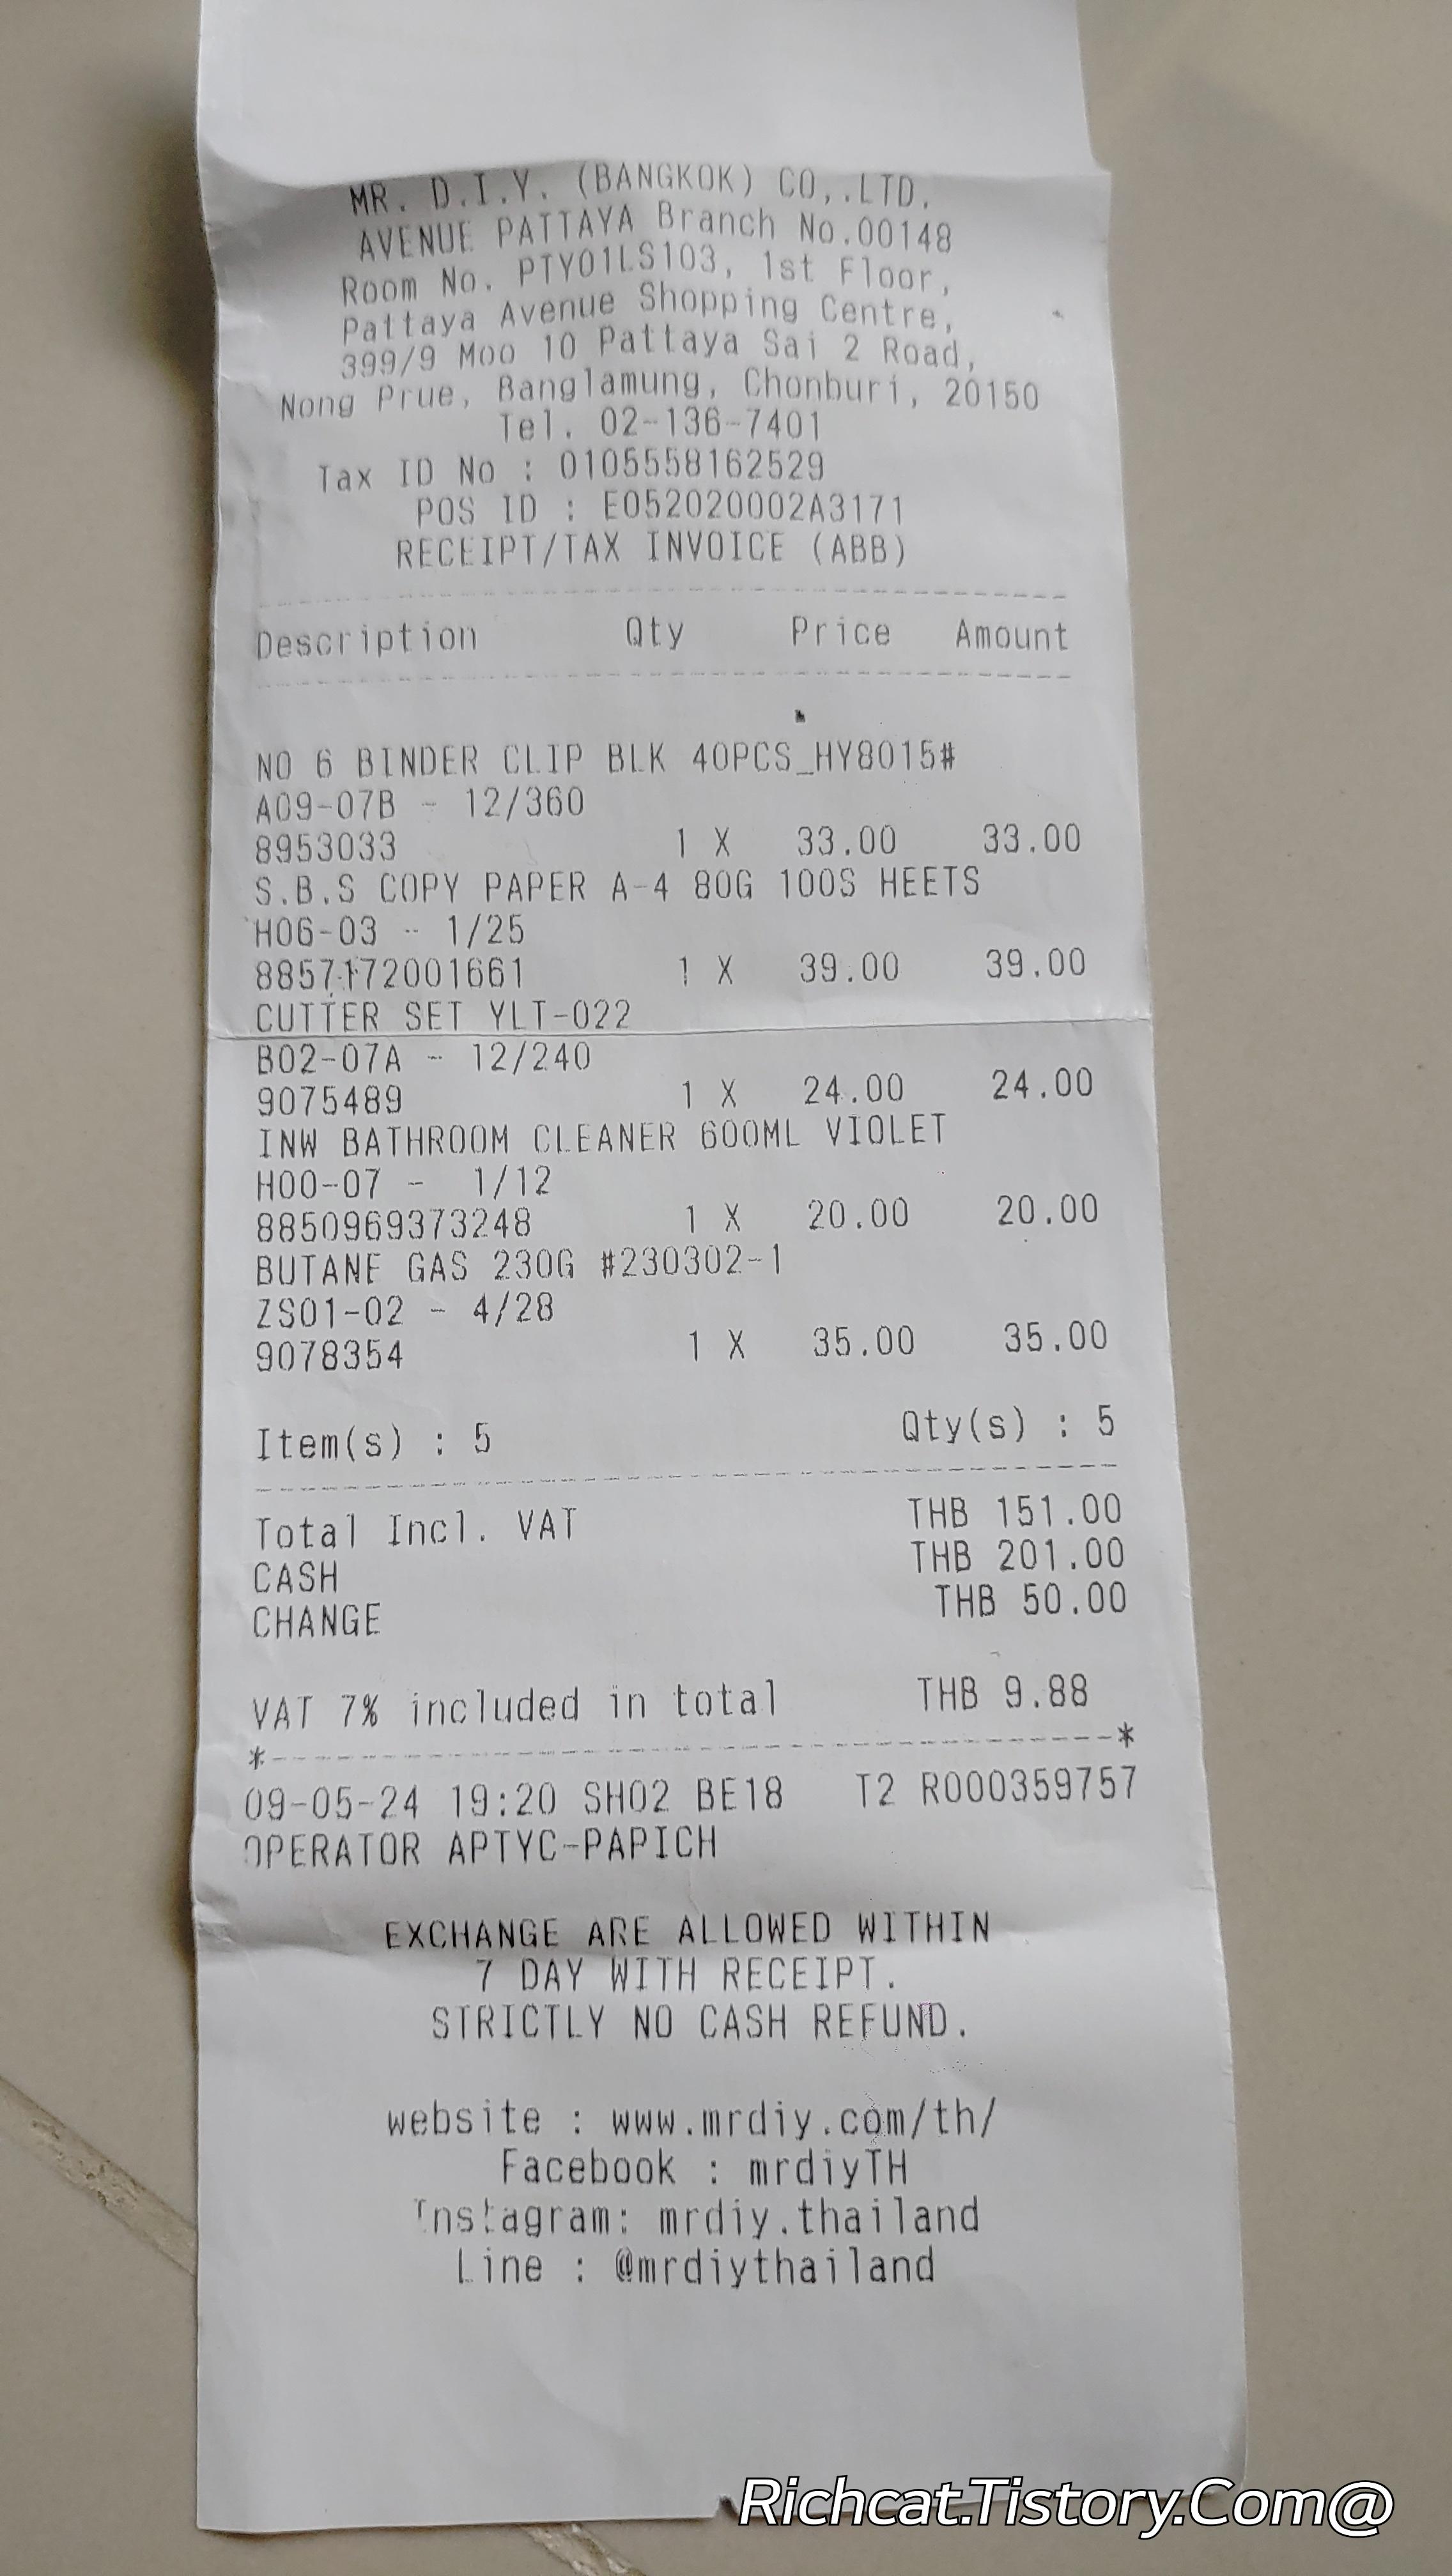 MR. D.I.Y. (BANGKOK) CO,.LTD.
AVENUE PATTAYA Branch No.00148
Room No. PTY01LS103, 1st Floor,
Pattaya Avenue Shopping Centre,
399/9 Moo 10 Pattaya Sai 2 Road,
Nong Prue, Banglamung, Chonburi, 20150
Tel. 02-136-7401
Tax ID No : 0105558162529
POS ID : E052020002A3171
RECEIPT/TAX INVOICE (ABB)
Description Qty Price Amount
NO 6 BINDER CLIP BLK 40PCS_HY8015#
A09-07B - 12/360
8953033 1 X 33.00 33.00
S.B.S COPY PAPER A-4 80G 100S HEETS
H06-03 - 1/25
8857172001661 1 X 39.00 39.00
CUTTER SET YLT-022
B02-07A - 12/240
9075489 1 X 24.00 24.00
INW BATHROOM CLEANER 600ML VIOLET
H00-07 - 1/12
8850969373248 1 X 20.00 20.00
BUTANE GAS 230G #230302-1
ZS01-02 - 4/28
9078354 1 X 35.00 35.00
Item(s) : 5 Qty(s) : 5
Total Incl. VAT THB 151.00
CASH THB 201.00
CHANGE THB 50.00
VAT 7% included in total THB 9.88
*--------------------------------------*
09-05-24 19:20 SH02 BE18 T2 R000359757
OPERATOR APTYC-PAPICH
EXCHANGE ARE ALLOWED WITHIN
7 DAY WITH RECEIPT.
STRICTLY NO CASH REFUND.
website : www.mrdiy.com/th/
Facebook : mrdiyTH
Instagram: mrdiy.thailand
Line : @mrdiythailand
Richcat.Tistory.Com@